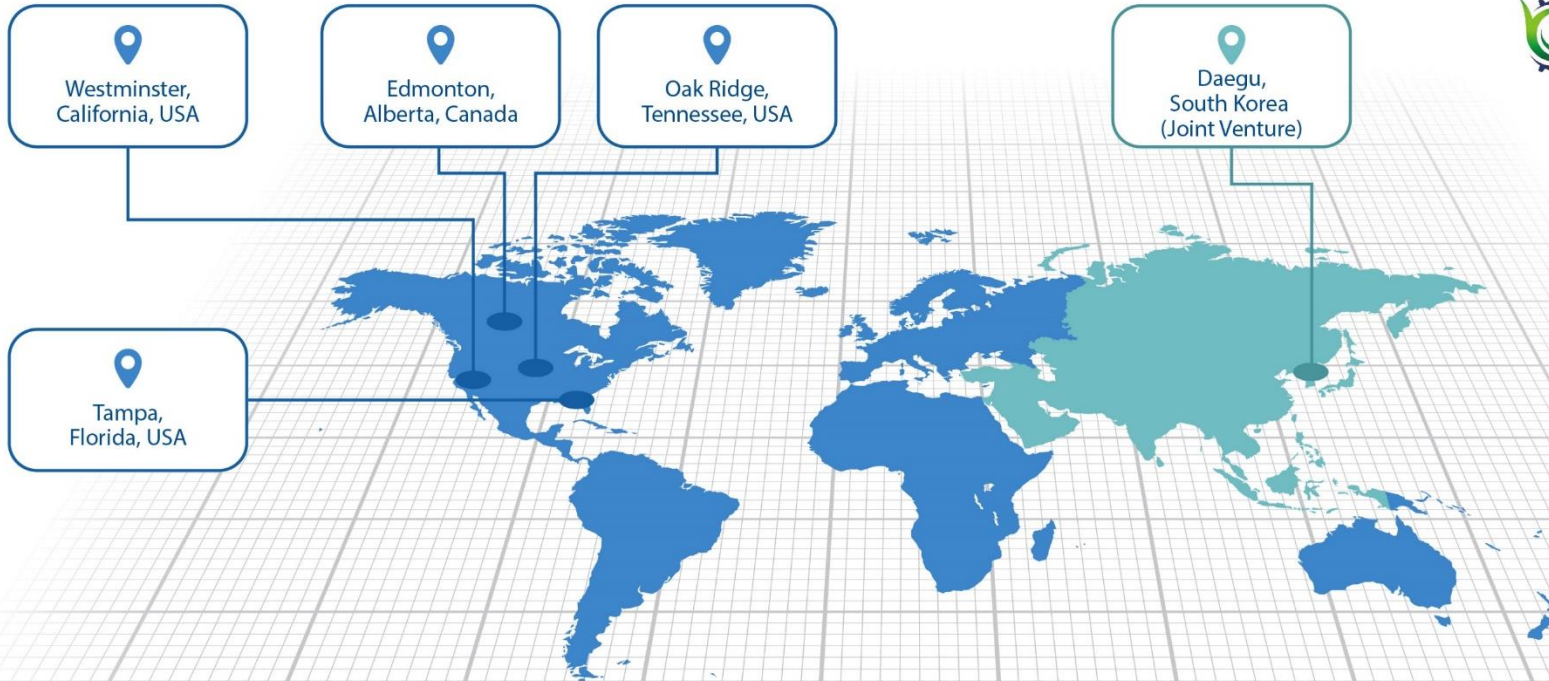 Westminster,
California, USA
Edmonton,
Alberta, Canada
Oak Ridge,
Tennessee, USA
Daegu,
South Korea
(Joint Venture)
Tampa,
Florida, USA